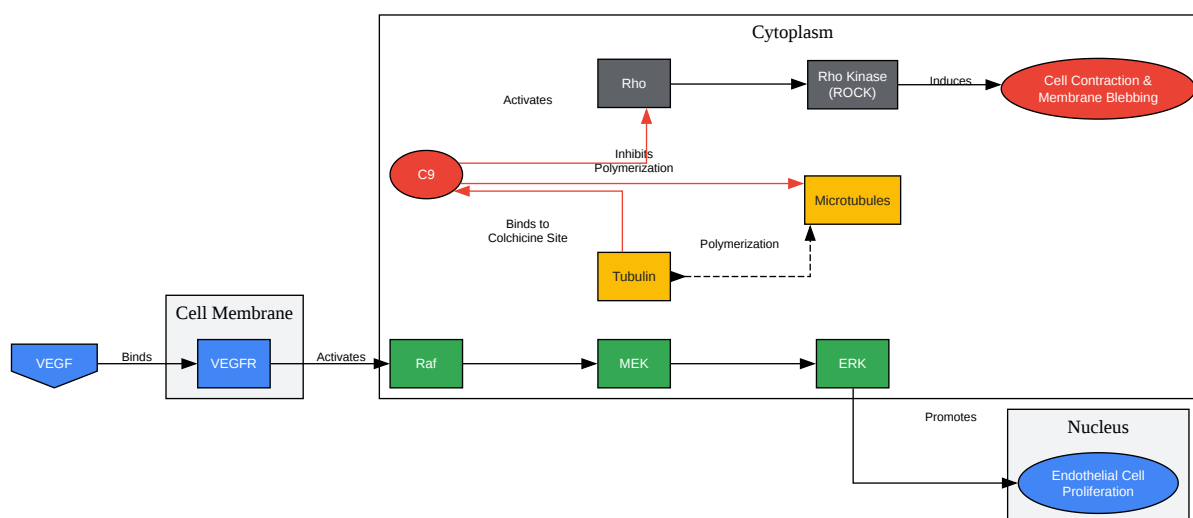 Cytoplasm
Rho
Rho Kinase
(ROCK)
Induces
Cell Contraction &
Membrane Blebbing
Activates
Inhibits
Polymerization
C9
Microtubules
Binds to
Colchicine Site
Polymerization
Tubulin
Cell Membrane
VEGF
Binds
VEGFR
Activates
Raf
MEK
ERK
Promotes
Nucleus
Endothelial Cell
Proliferation